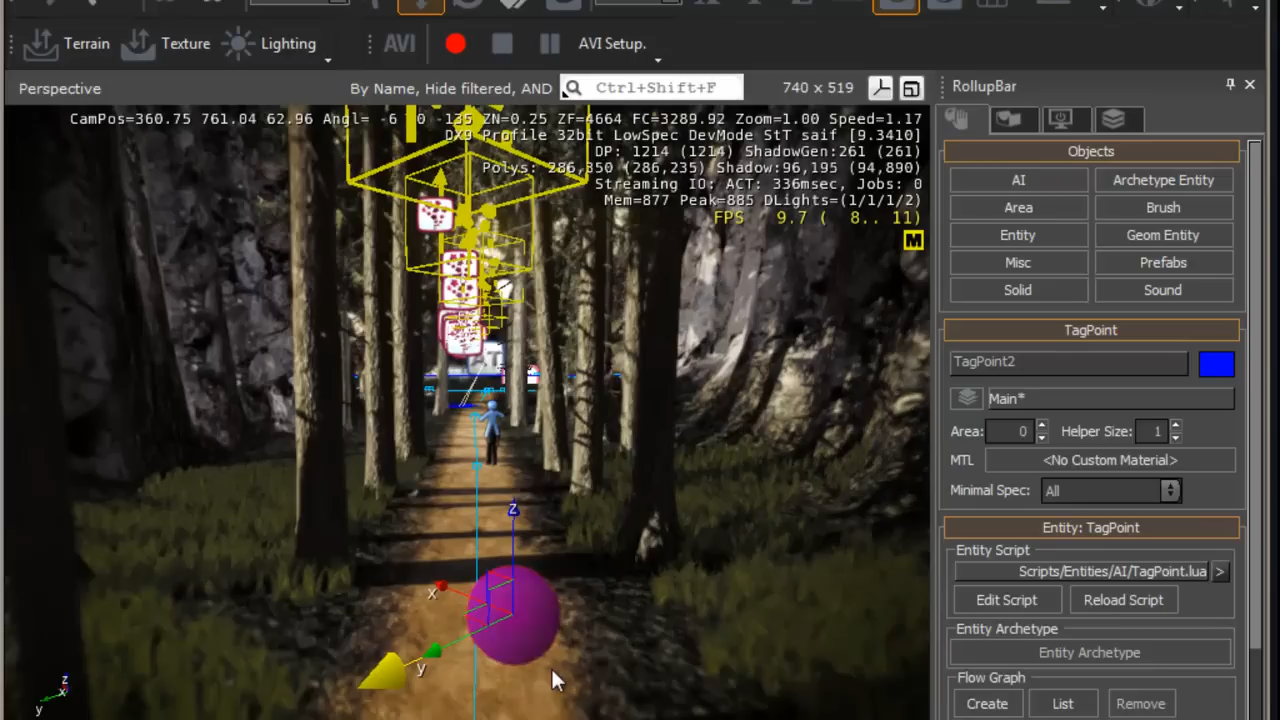 Terrain Texture Lighting AVI AVI Setup.
Perspective By Name, Hide filtered, AND Ctrl+Shift+F 740 x 519 RollupBar
CamPos=360.75 761.04 62.96 Angl= -6 0 -135 ZN=0.25 ZF=4664 FC=3289.92 Zoom=1.00 Speed=1.17
DX9 Profile 32bit LowSpec DevMode StT saif [9.3410]
DP: 1214 (1214) ShadowGen:261 (261)
Polys: 286,350 (286,235) Shadow:96,195 (94,890)
Streaming IO: ACT: 336msec, Jobs: 0
Mem=877 Peak=885 DLights=(1/1/1/2)
FPS 9.7 ( 8.. 11)
M
z
x
y
z
x
y
Objects
AI Archetype Entity
Area Brush
Entity Geom Entity
Misc Prefabs
Solid Sound
TagPoint
TagPoint2
Main*
Area: 0 Helper Size: 1
MTL <No Custom Material>
Minimal Spec: All
Entity: TagPoint
Entity Script
Scripts/Entities/AI/TagPoint.lua >
Edit Script Reload Script
Entity Archetype
Entity Archetype
Flow Graph
Create List Remove